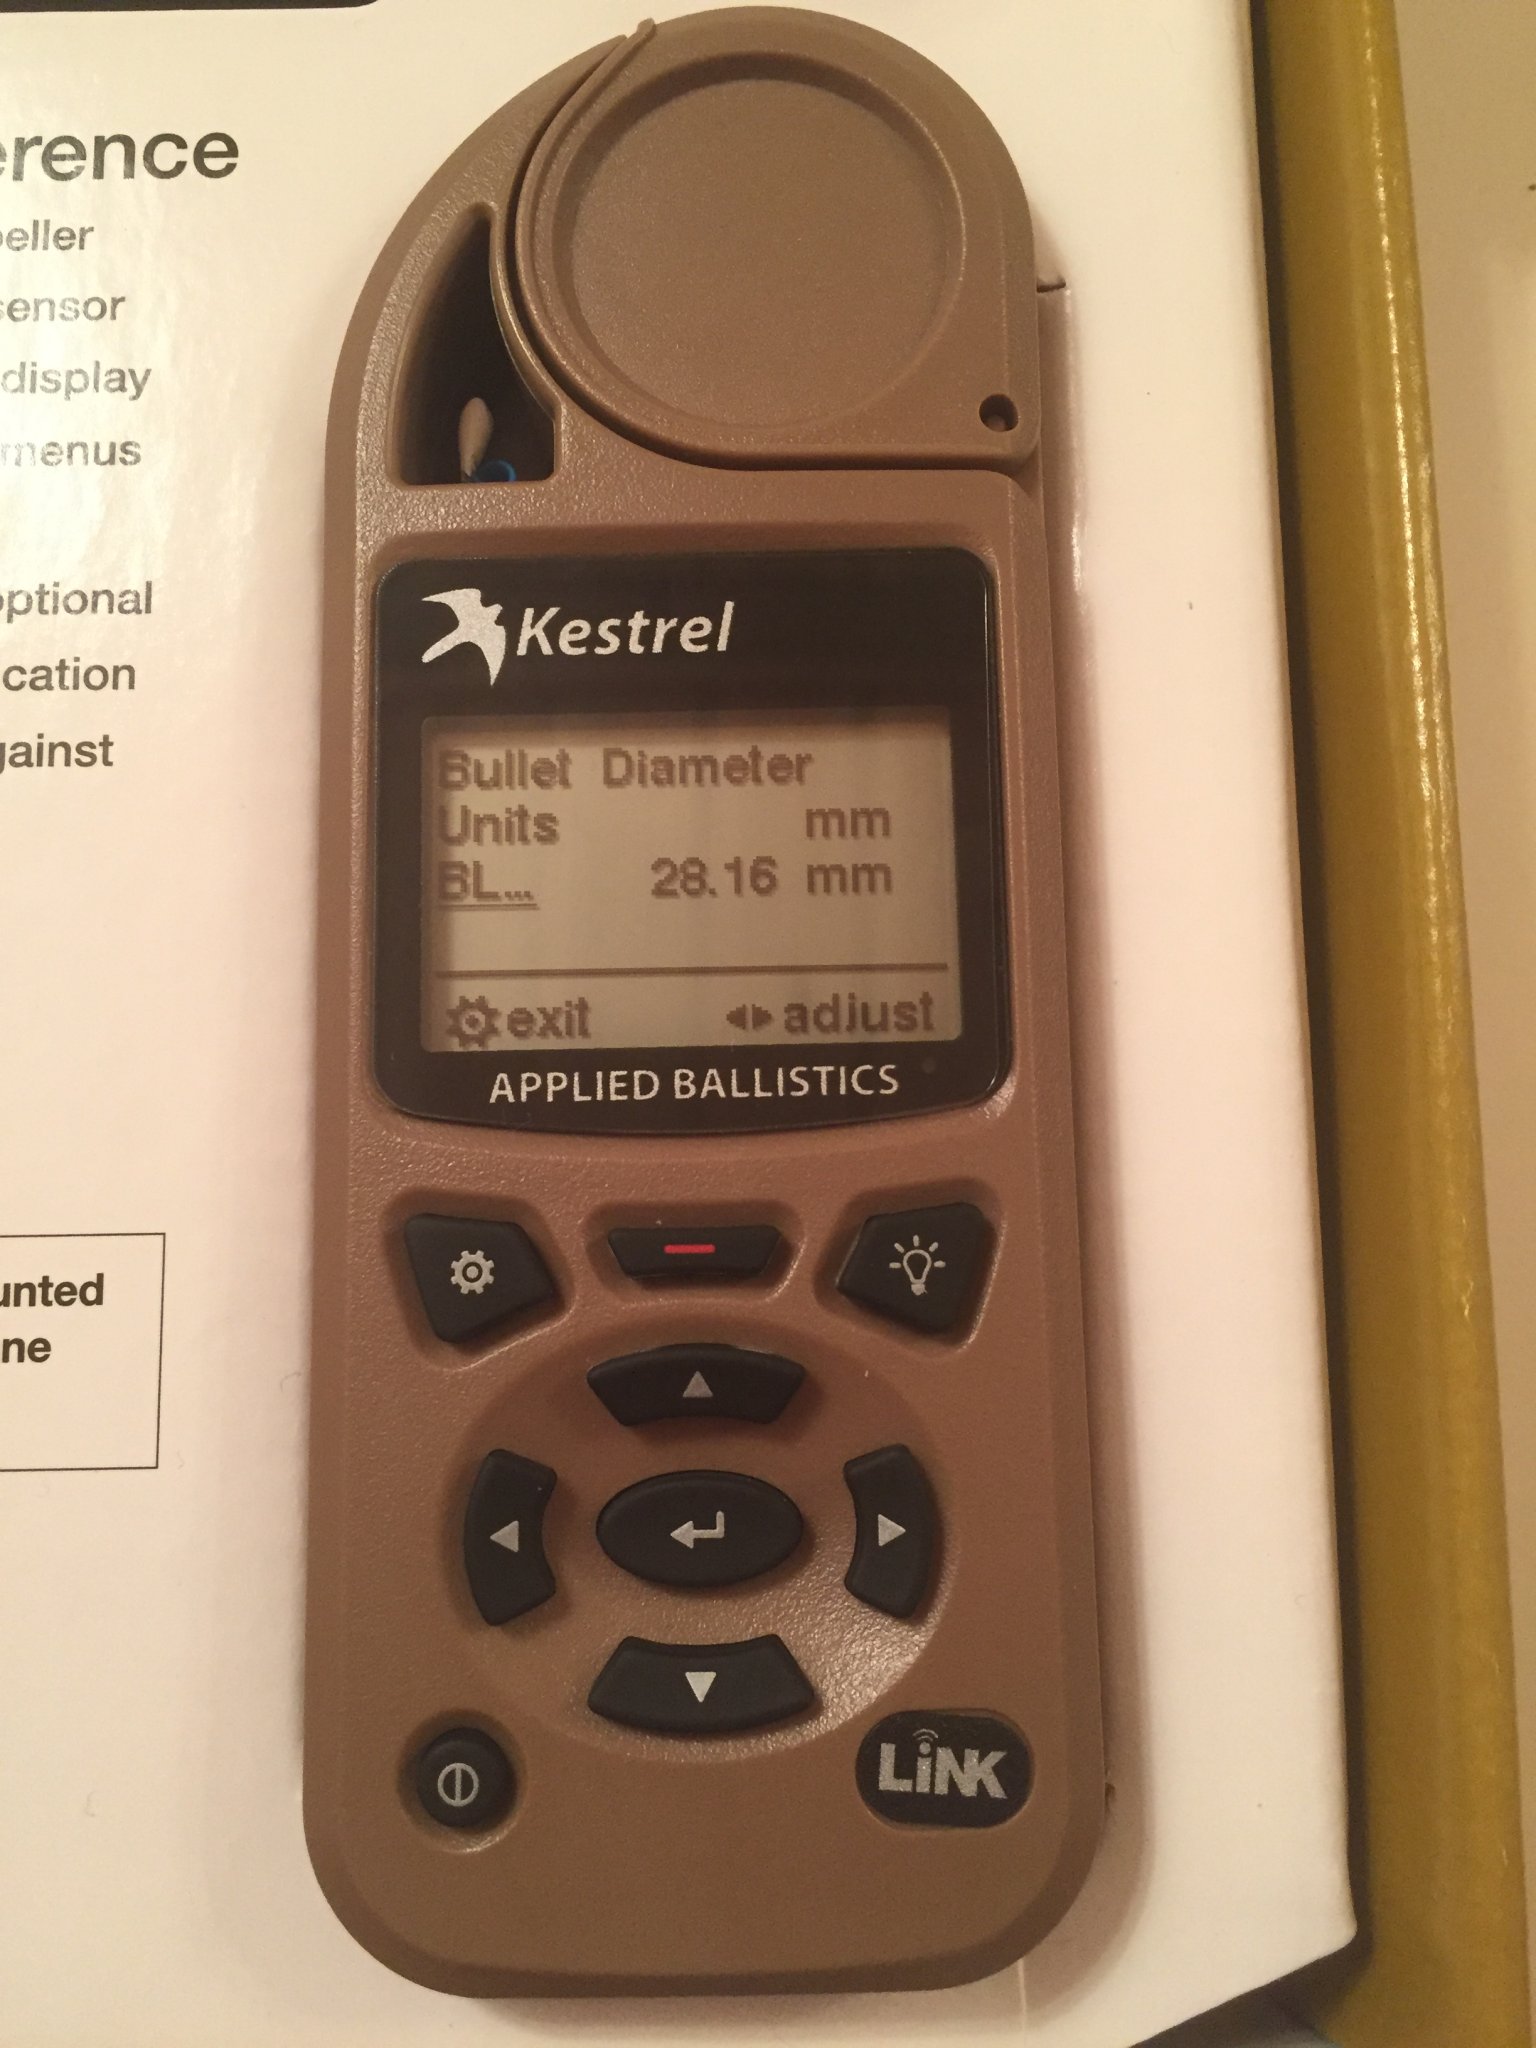 erence
peller
sensor
display
menus
optional
cation
gainst
unted
ne
Kestrel
Bullet Diameter
Units mm
BL... 28.16 mm
exit adjust
APPLIED BALLISTICS
LiNK